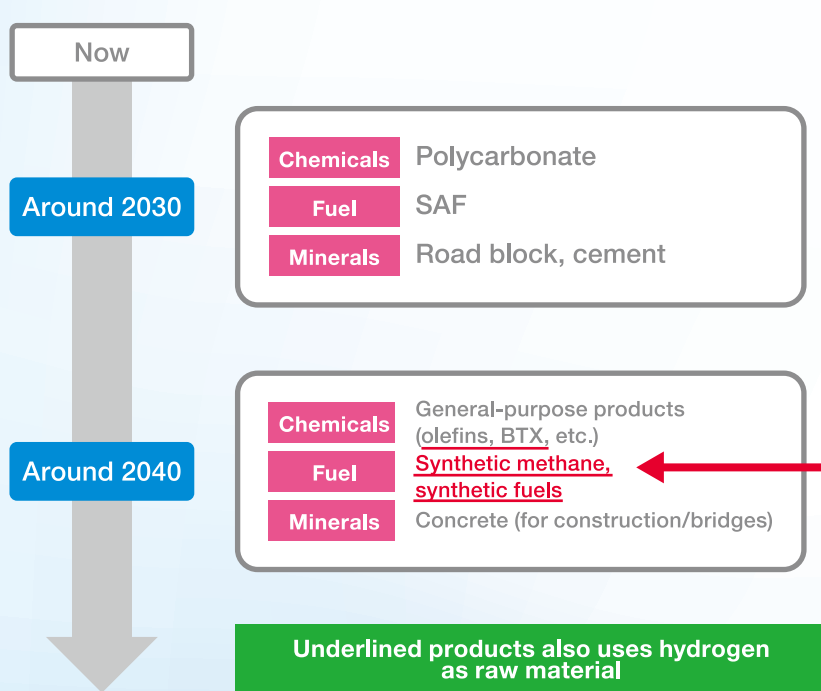 Now
Around 2030
Chemicals Polycarbonate
Fuel SAF
Minerals Road block, cement
Around 2040
Chemicals General-purpose products
(olefins, BTX, etc.)
Fuel Synthetic methane,
synthetic fuels
Minerals Concrete (for construction/bridges)
Underlined products also uses hydrogen
as raw material